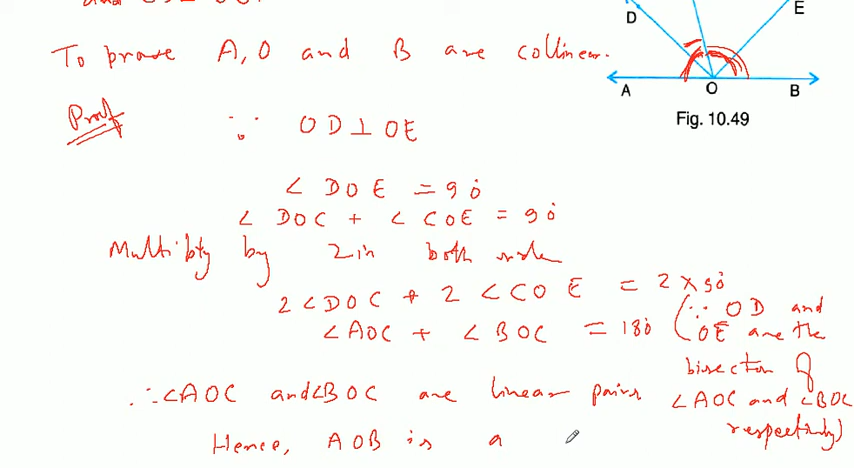 To prove A, O and B are collinear.
D
E
A
O
B
Fig. 10.49
Proof
∵ OD ⊥ OE
∠ DOE = 90°
∠ DOC + ∠ COE = 90°
Multibty by 2 in both side
2 ∠DOC + 2 ∠COE = 2 × 90°
∠AOC + ∠BOC = 180° (∵ OD and
OE are the
bisector of
∠AOC and ∠BOC
respectively)
∴ ∠AOC and ∠BOC are linear pairs
Hence, AOB is a